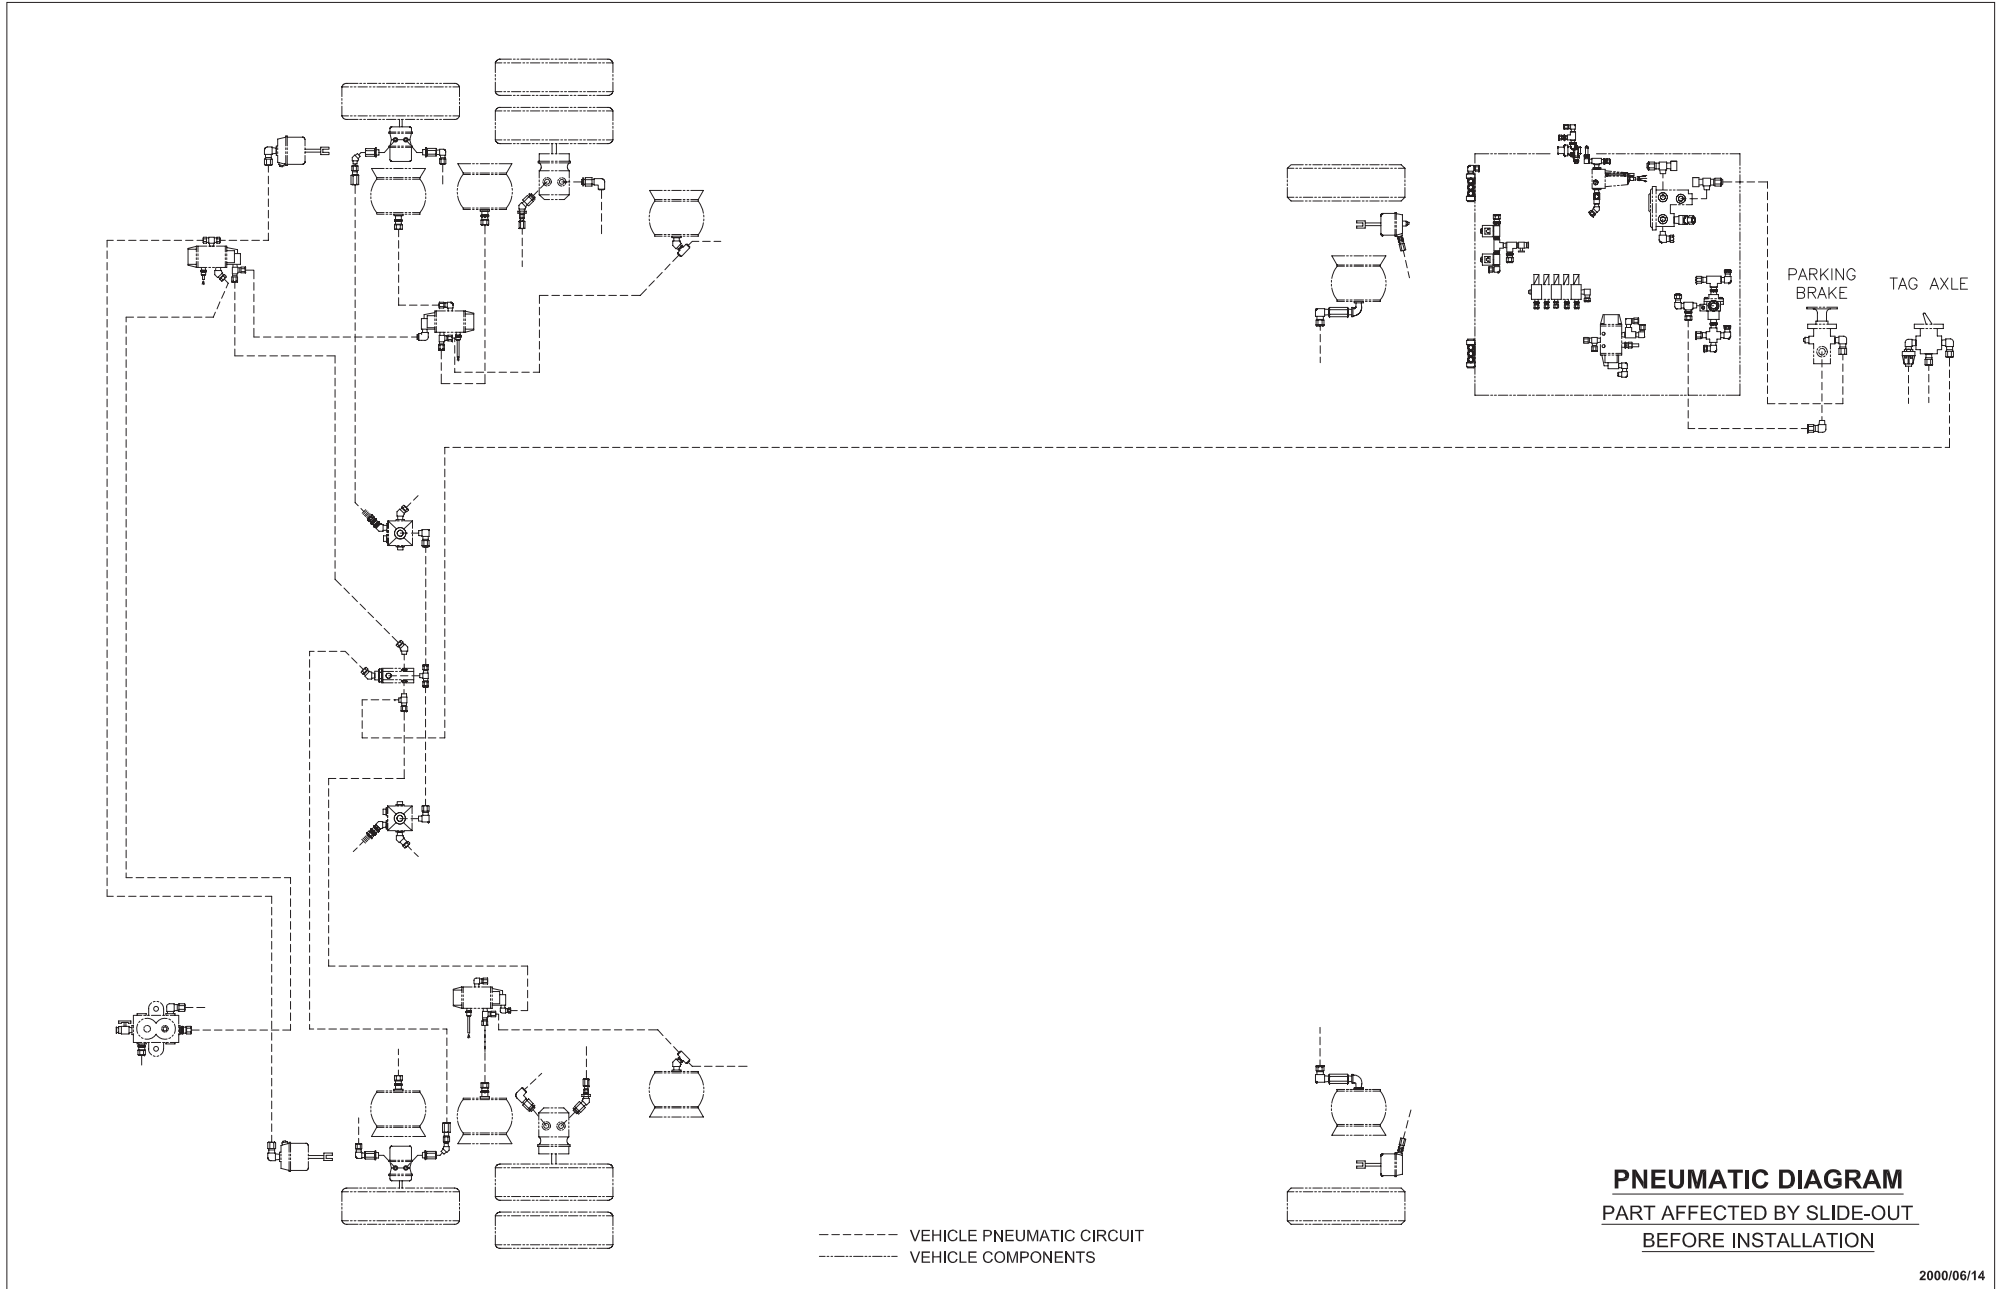 PARKING
BRAKE
TAG AXLE
VEHICLE PNEUMATIC CIRCUIT
VEHICLE COMPONENTS
PNEUMATIC DIAGRAM
PART AFFECTED BY SLIDE-OUT
BEFORE INSTALLATION
2000/06/14